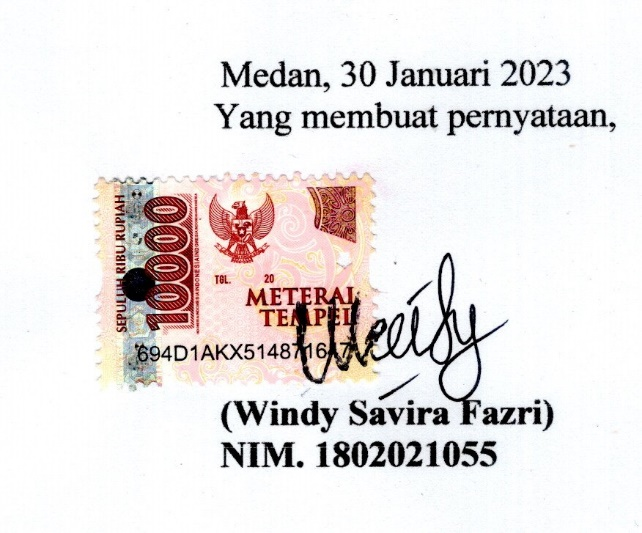 Medan, 30 Januari 2023
Yang membuat pernyataan,
SEPULUH RIBU RUPIAH
10000
TGL. 20
METERAI
TEMPEL
Windy
(Windy Savira Fazri)
NIM. 1802021055